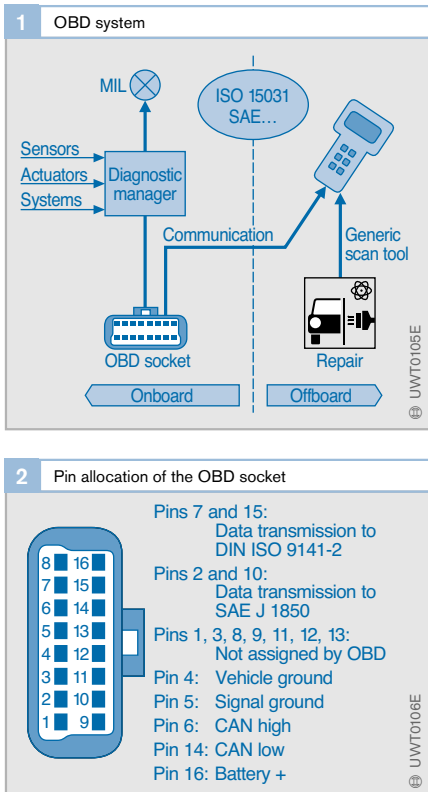 1 OBD system
MIL
ISO 15031
SAE…
Sensors
Actuators
Systems
Diagnostic
manager
Communication
Generic
scan tool
OBD socket
Repair
Onboard
Offboard
UWT0105E
2 Pin allocation of the OBD socket
8 16
7 15
6 14
5 13
4 12
3 11
2 10
1 9
Pins 7 and 15:
Data transmission to
DIN ISO 9141-2
Pins 2 and 10:
Data transmission to
SAE J 1850
Pins 1, 3, 8, 9, 11, 12, 13:
Not assigned by OBD
Pin 4: Vehicle ground
Pin 5: Signal ground
Pin 6: CAN high
Pin 14: CAN low
Pin 16: Battery +
UWT0106E